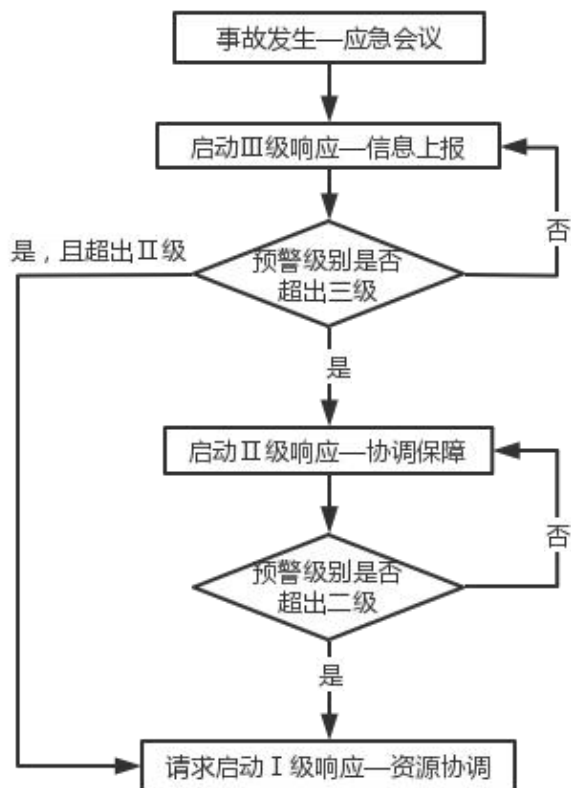 事故发生—应急会议
启动Ⅲ级响应—信息上报
否
是，且超出Ⅱ级
预警级别是否
超出三级
是
启动Ⅱ级响应—协调保障
否
预警级别是否
超出二级
是
请求启动Ⅰ级响应—资源协调